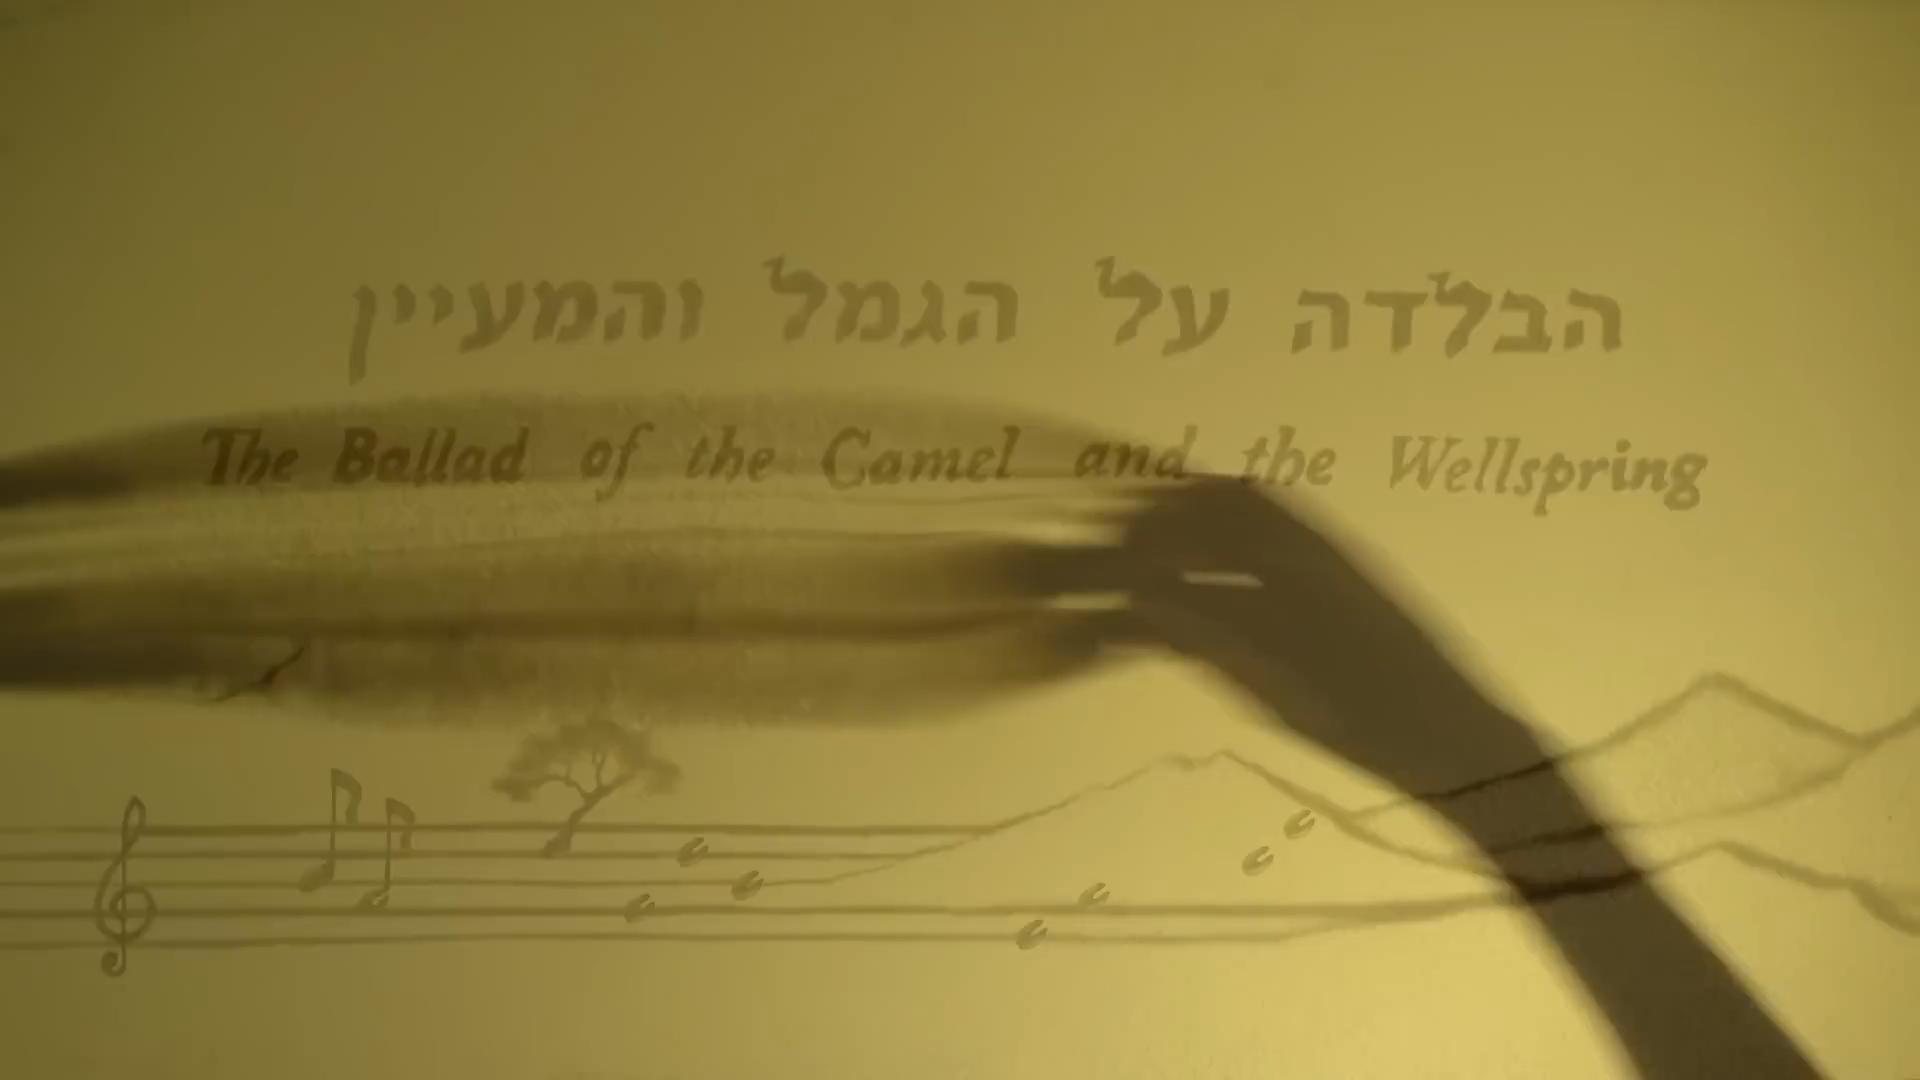 הבלדה על הגמל והמעיין
The Ballad of the Camel and the Wellspring